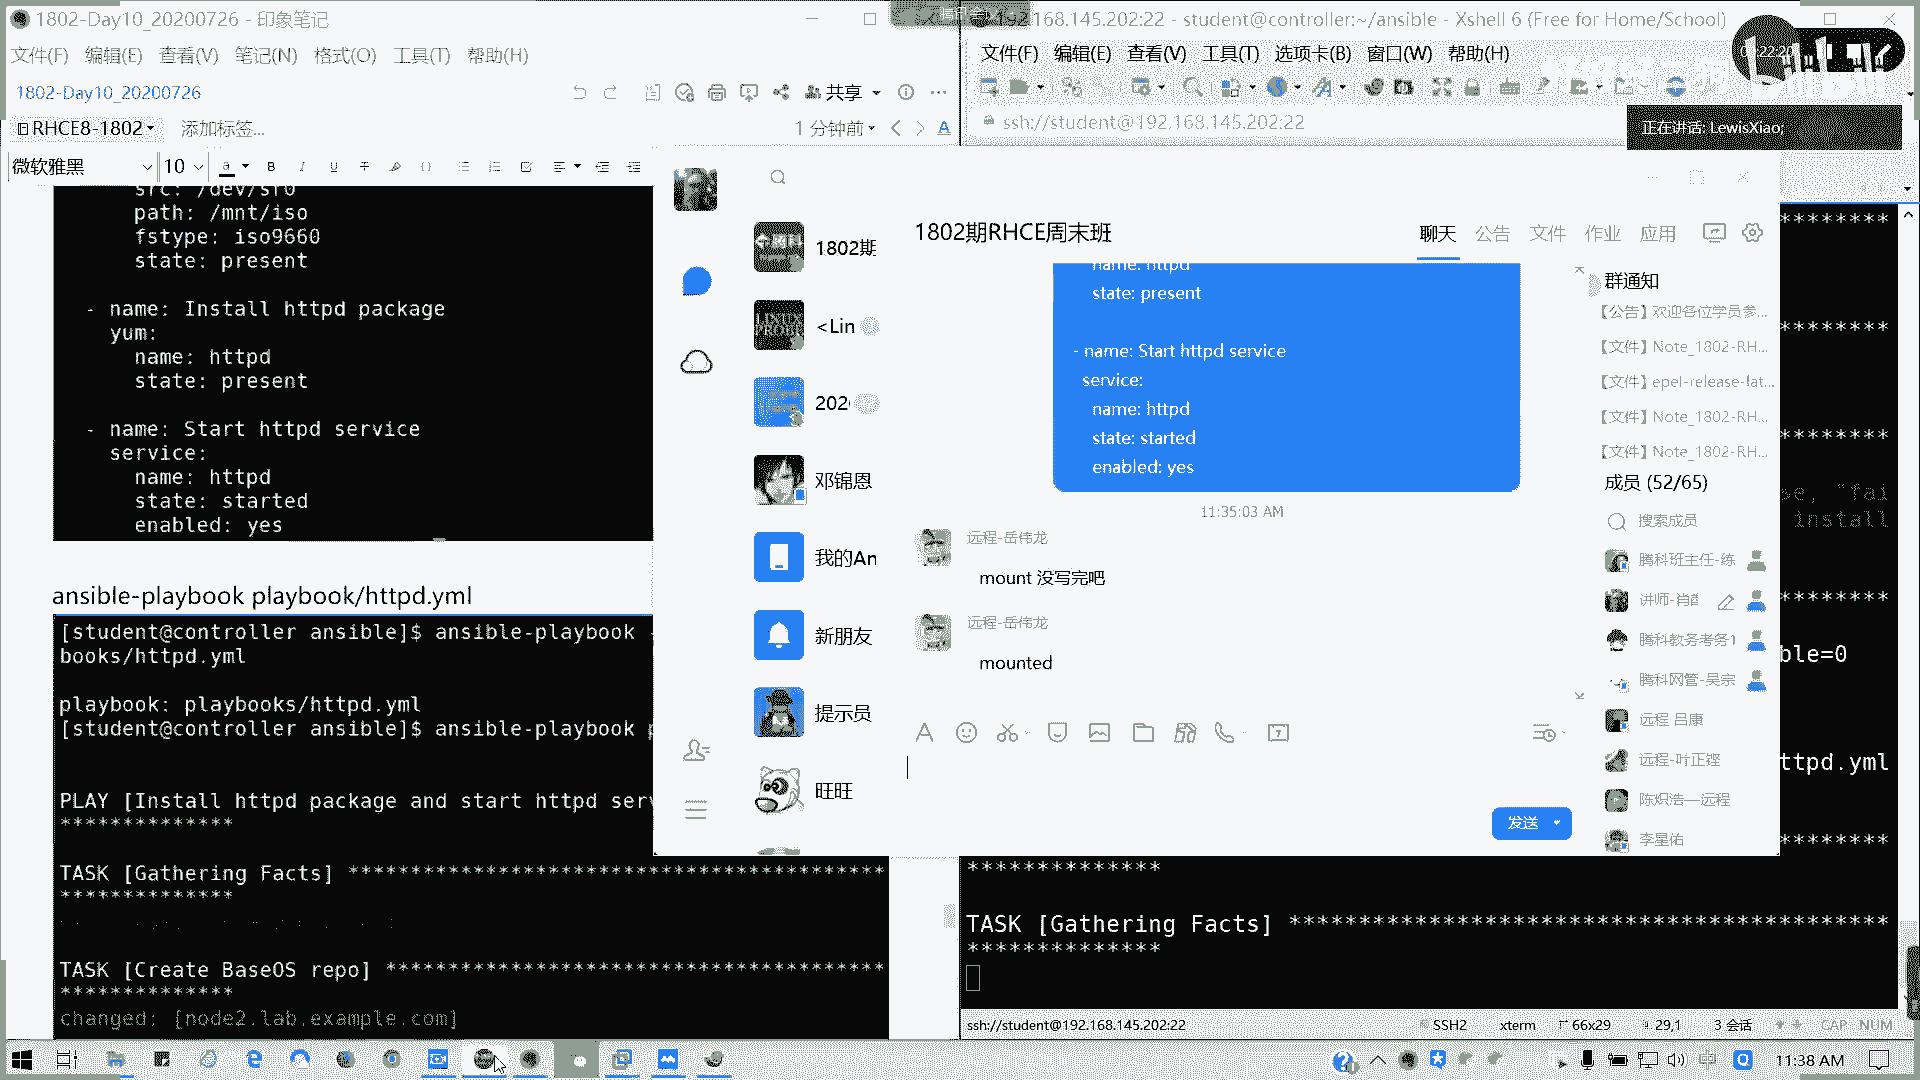 1802-Day10_20200726 - 印象笔记
文件(F) 编辑(E) 查看(V) 笔记(N) 格式(O) 工具(T) 帮助(H)
1802-Day10_20200726
共享
RHCE8-1802
添加标签...
1 分钟前
微软雅黑
10
src: /dev/sr0
path: /mnt/iso
fstype: iso9660
state: present
- name: Install httpd package
yum:
name: httpd
state: present
- name: Start httpd service
service:
name: httpd
state: started
enabled: yes
ansible-playbook playbook/httpd.yml
[student@controller ansible]$ ansible-playbook
books/httpd.yml
playbook: playbooks/httpd.yml
[student@controller ansible]$ ansible-playbook p
PLAY [Install httpd package and start httpd serv
**************
TASK [Gathering Facts] *******************************************
**************
TASK [Create BaseOS repo] ****************************************
**************
changed: [node2.lab.example.com]
192.168.145.202:22 - student@controller:~/ansible - Xshell 6 (Free for Home/School)
文件(F) 编辑(E) 查看(V) 工具(T) 选项卡(B) 窗口(W) 帮助(H)
ssh://student@192.168.145.202:22
正在讲话: LewisXiao;
1802期
<Lin
202
邓锦恩
我的An
新朋友
提示员
旺旺
1802期RHCE周末班
聊天 公告 文件 作业 应用
name: httpd
state: present
- name: Start httpd service
service:
name: httpd
state: started
enabled: yes
11:35:03 AM
远程-岳伟龙
mount 没写完吧
远程-岳伟龙
mounted
发送
群通知
【公告】欢迎各位学员参...
【文件】Note_1802-RH...
【文件】epel-release-lat...
【文件】Note_1802-RH...
【文件】Note_1802-RH...
成员 (52/65)
搜索成员
腾科班主任-练
讲师-肖
腾科教务考务1
腾科网管-吴宗
远程 吕康
远程-叶正铿
陈炽浩—远程
李星佑
********
********
********
se, "fai
install
********
ble=0
ttpd.yml
********
**************
TASK [Gathering Facts] *******************************************
**************
ssh://student@192.168.145.202:22
SSH2
xterm
66x29
29,1
3 会话
CAP NUM
11:38 AM